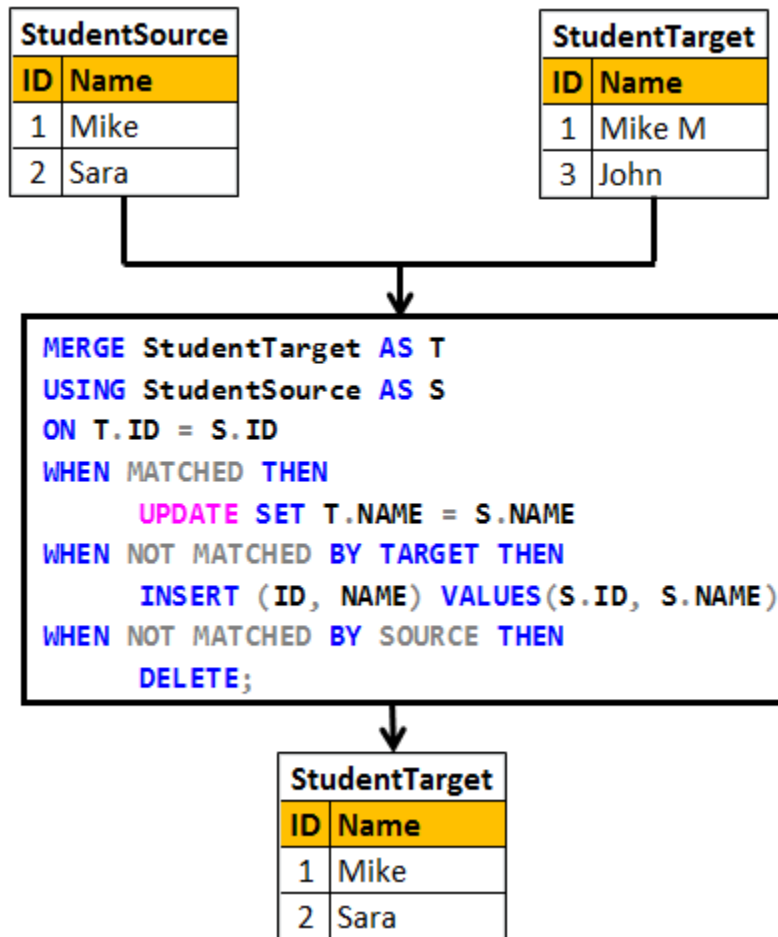 StudentSource
ID Name
1 Mike
2 Sara
StudentTarget
ID Name
1 Mike M
3 John
MERGE StudentTarget AS T
USING StudentSource AS S
ON T.ID = S.ID
WHEN MATCHED THEN
UPDATE SET T.NAME = S.NAME
WHEN NOT MATCHED BY TARGET THEN
INSERT (ID, NAME) VALUES(S.ID, S.NAME)
WHEN NOT MATCHED BY SOURCE THEN
DELETE;
StudentTarget
ID Name
1 Mike
2 Sara